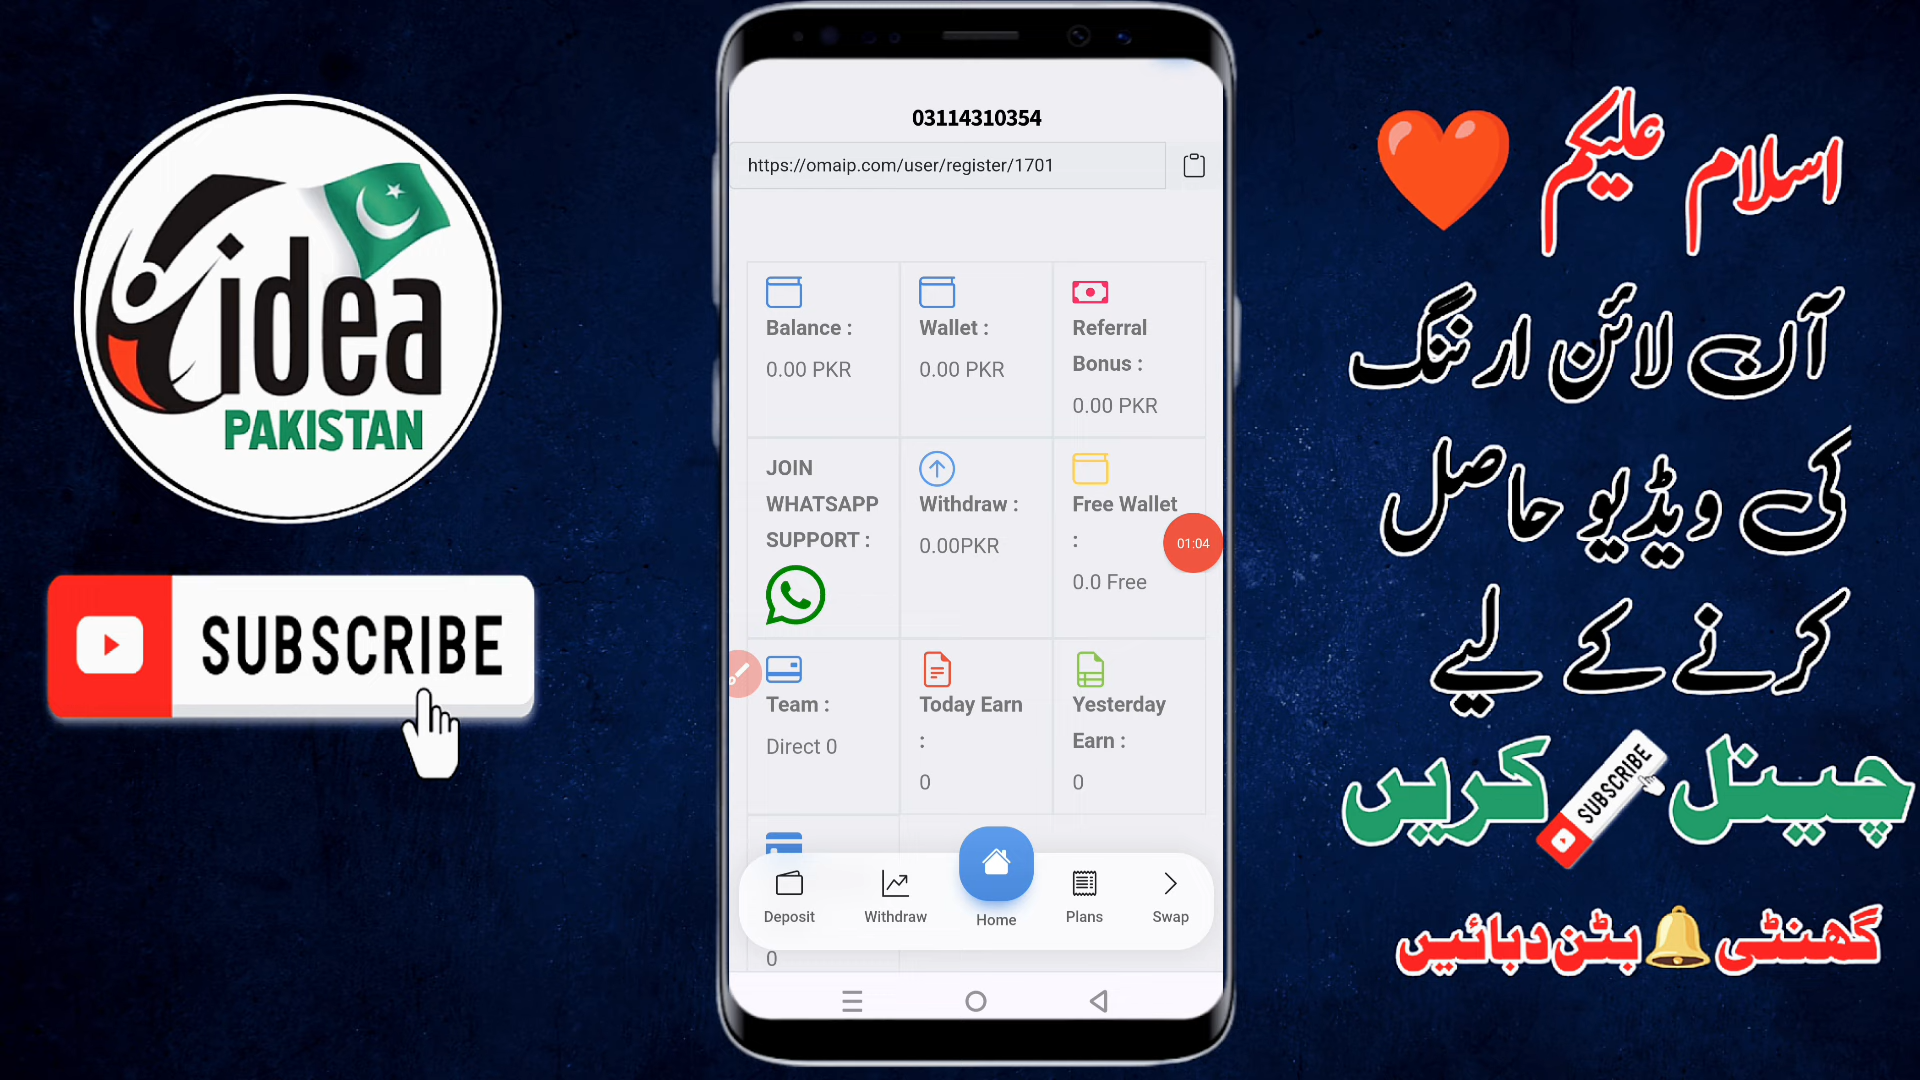 idea
PAKISTAN
SUBSCRIBE
03114310354
https://omaip.com/user/register/1701
Balance :
0.00 PKR
Wallet :
0.00 PKR
Referral
Bonus :
0.00 PKR
JOIN
WHATSAPP
SUPPORT :
Withdraw :
0.00PKR
Free Wallet
:
0.0 Free
01:04
Team :
Direct 0
Today Earn
:
0
Yesterday
Earn :
0
0
Deposit
Withdraw
Home
Plans
Swap
اسلام علیکم
آن لائن ارننگ
کی ویڈیو حاصل
کرنے کے لیے
چینل SUBSCRIBE کریں
گھنٹی بٹن دبائیں